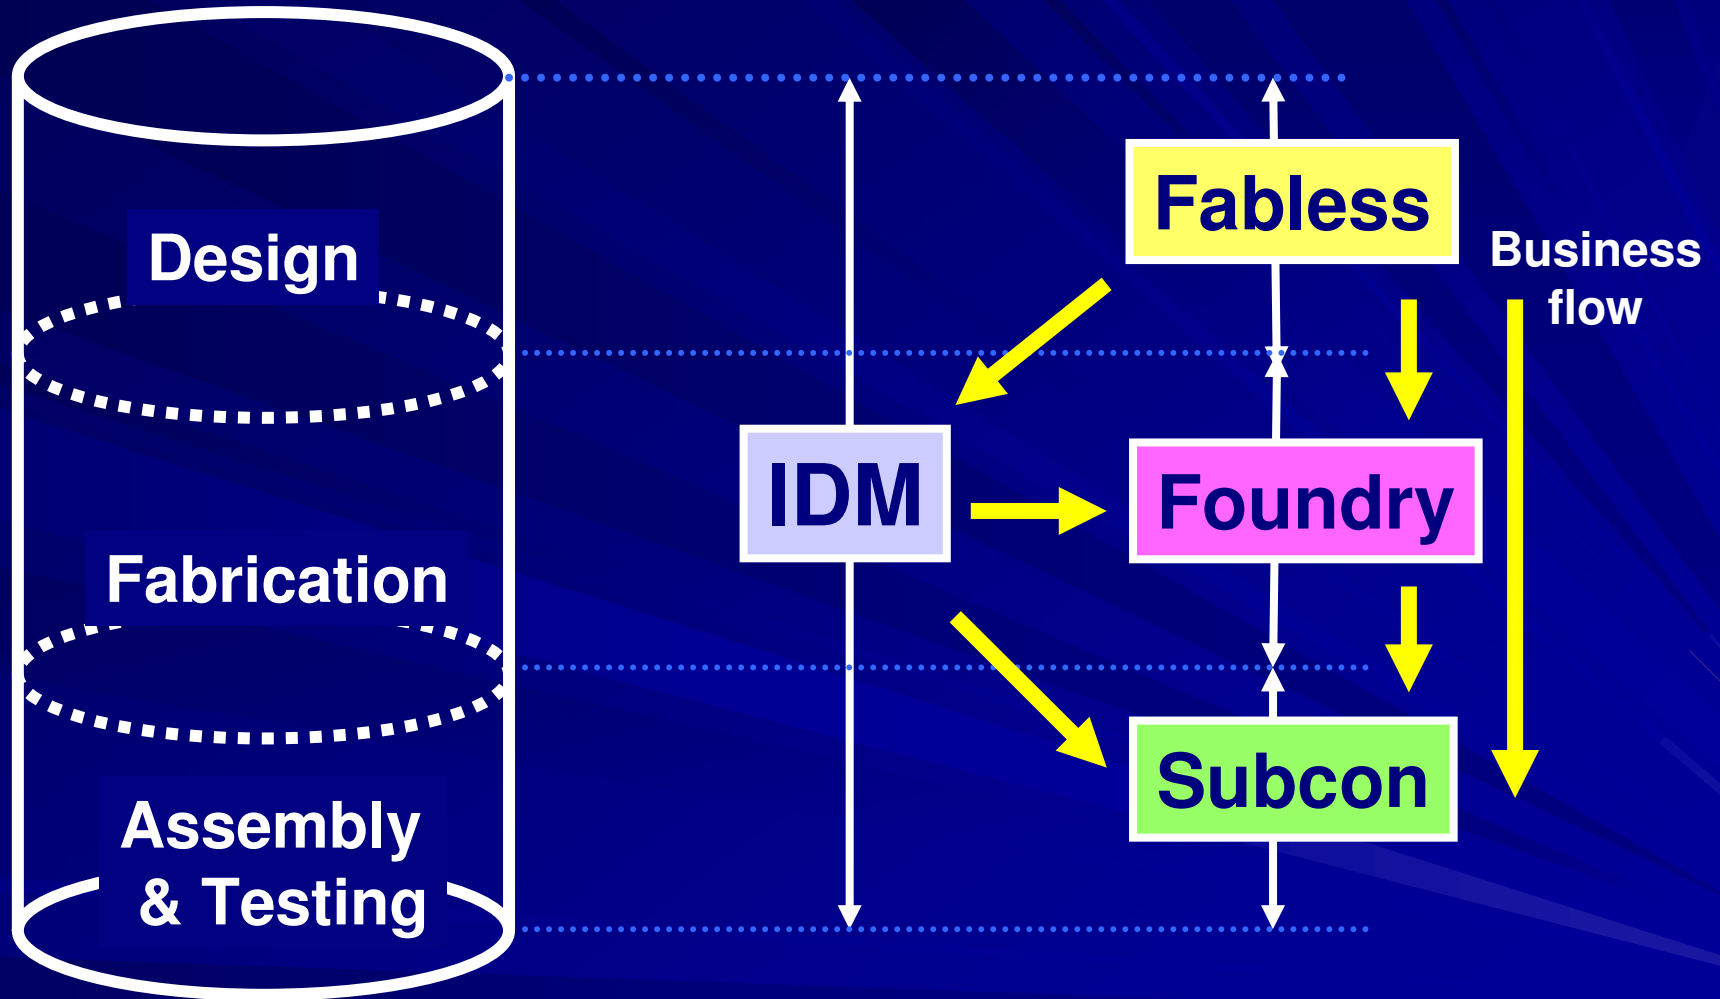 Design
Fabrication
Assembly
& Testing
IDM
Fabless
Foundry
Subcon
Business
flow